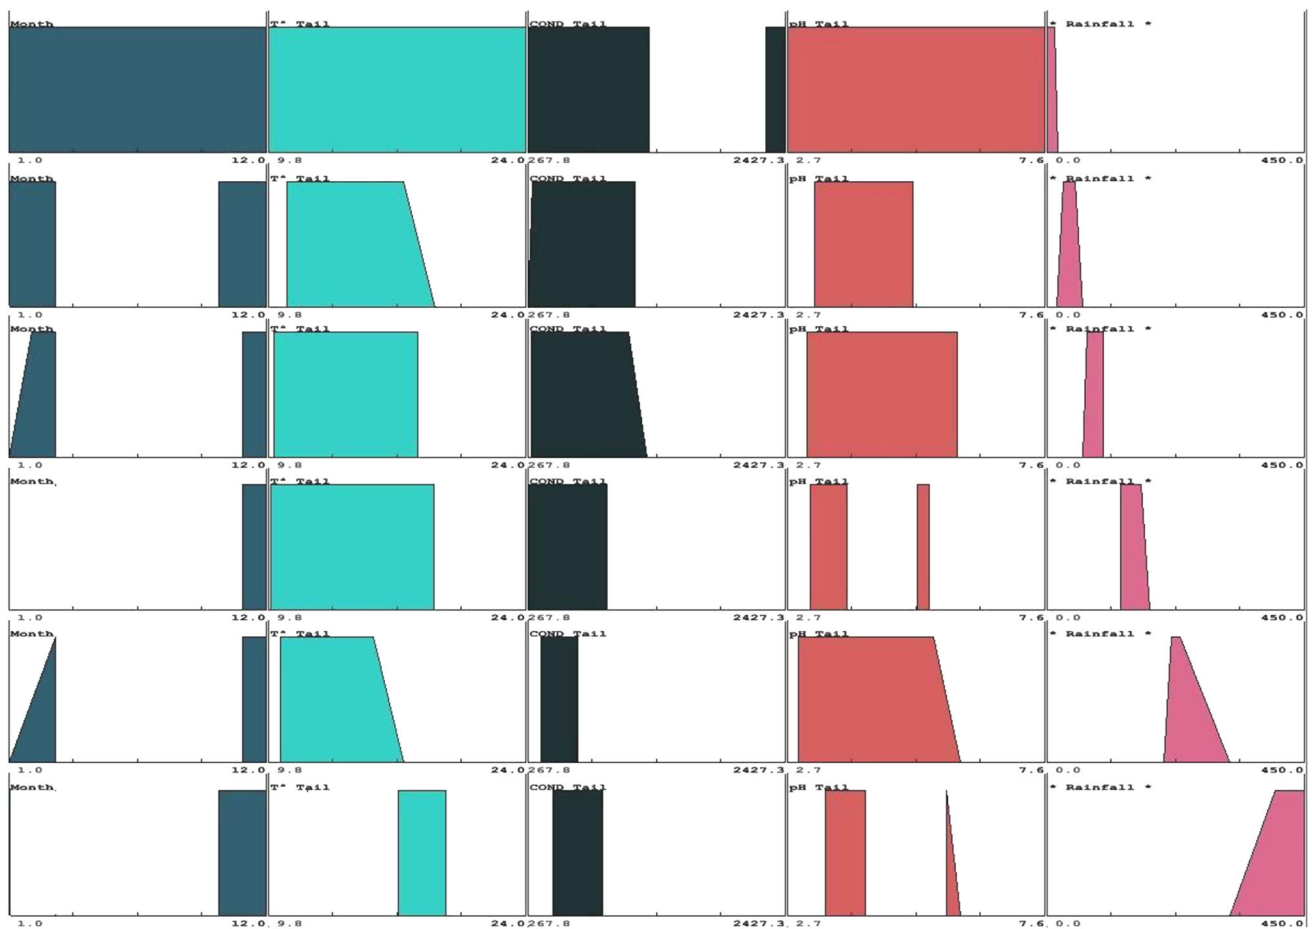 Month T* Tail COND Tail pH Tail * Rainfall *
1.0 12.0 9.8 24.0 267.8 2427.3 2.7 7.6 0.0 450.0
Month T* Tail COND Tail pH Tail * Rainfall *
1.0 12.0 9.8 24.0 267.8 2427.3 2.7 7.6 0.0 450.0
Month T* Tail COND Tail pH Tail * Rainfall *
1.0 12.0 9.8 24.0 267.8 2427.3 2.7 7.6 0.0 450.0
Month T* Tail COND Tail pH Tail * Rainfall *
1.0 12.0 9.8 24.0 267.8 2427.3 2.7 7.6 0.0 450.0
Month T* Tail COND Tail pH Tail * Rainfall *
1.0 12.0 9.8 24.0 267.8 2427.3 2.7 7.6 0.0 450.0
Month T* Tail COND Tail pH Tail * Rainfall *
1.0 12.0 9.8 24.0 267.8 2427.3 2.7 7.6 0.0 450.0